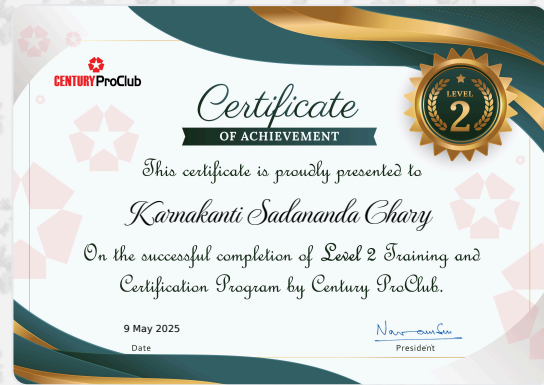 CENTURY ProClub
Certificate
OF ACHIEVEMENT
LEVEL
2
This certificate is proudly presented to
Karnakanti Sadananda Chary
On the successful completion of Level 2 Training and
Certification Program by Century ProClub.
9 May 2025
Date
President